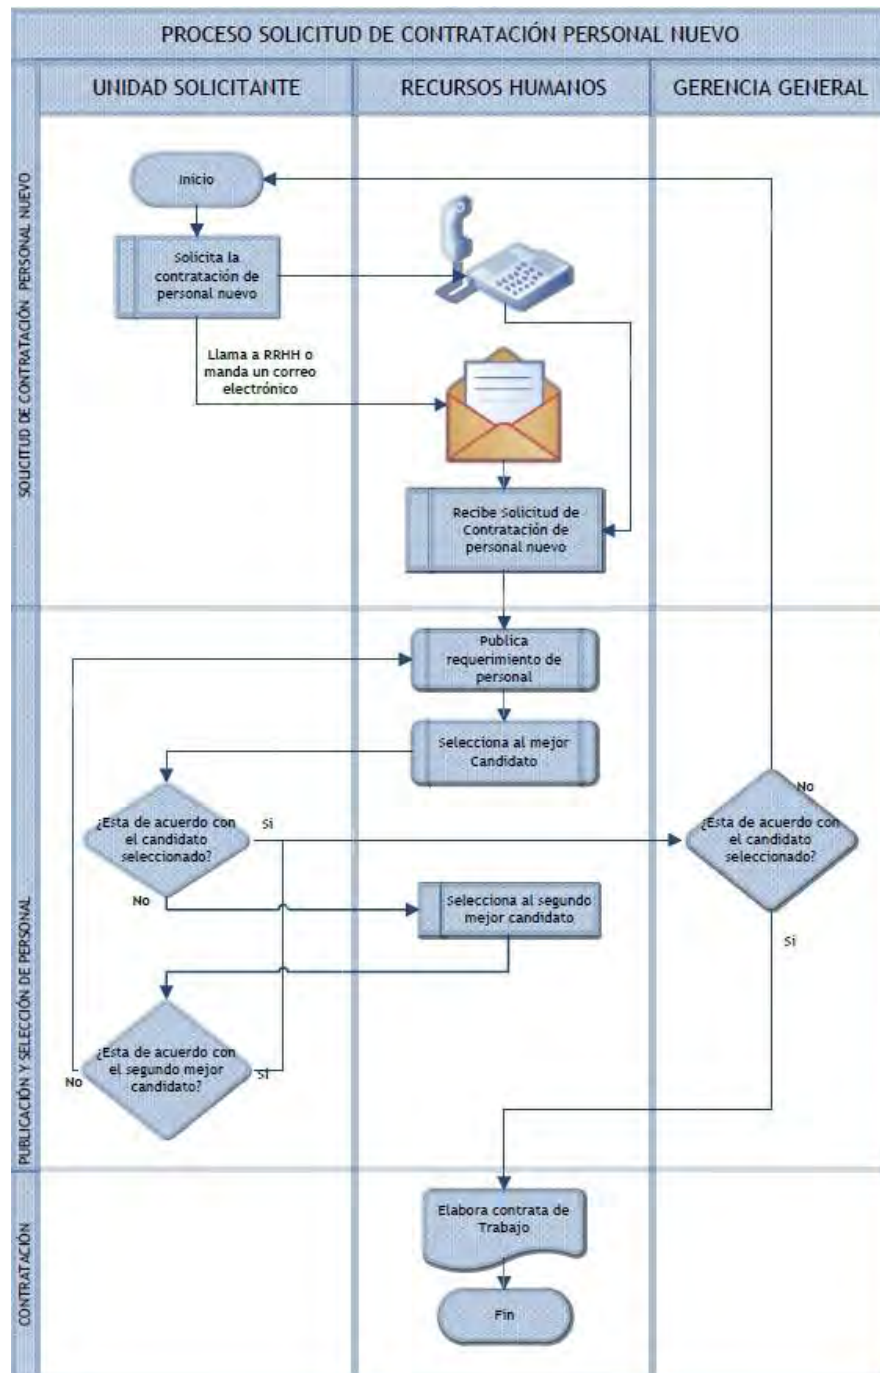 PROCESO SOLICITUD DE CONTRATACIÓN PERSONAL NUEVO
UNIDAD SOLICITANTE
RECURSOS HUMANOS
GERENCIA GENERAL
SOLICITUD DE CONTRATACIÓN PERSONAL NUEVO
Inicio
Solicita la
contratación de
personal nuevo
Llama a RRHH o
manda un correo
electrónico
Recibe Solicitud de
Contratación de
personal nuevo
PUBLICACIÓN Y SELECCIÓN DE PERSONAL
Publica
requerimiento de
personal
Selecciona al mejor
Candidato
¿Esta de acuerdo con
el candidato
seleccionado?
Si
No
¿Esta de acuerdo con
el candidato
seleccionado?
No
Si
Selecciona al segundo
mejor candidato
¿Esta de acuerdo con
el segundo mejor
candidato?
No
Si
CONTRATACIÓN
Elabora contrata de
Trabajo
Fin